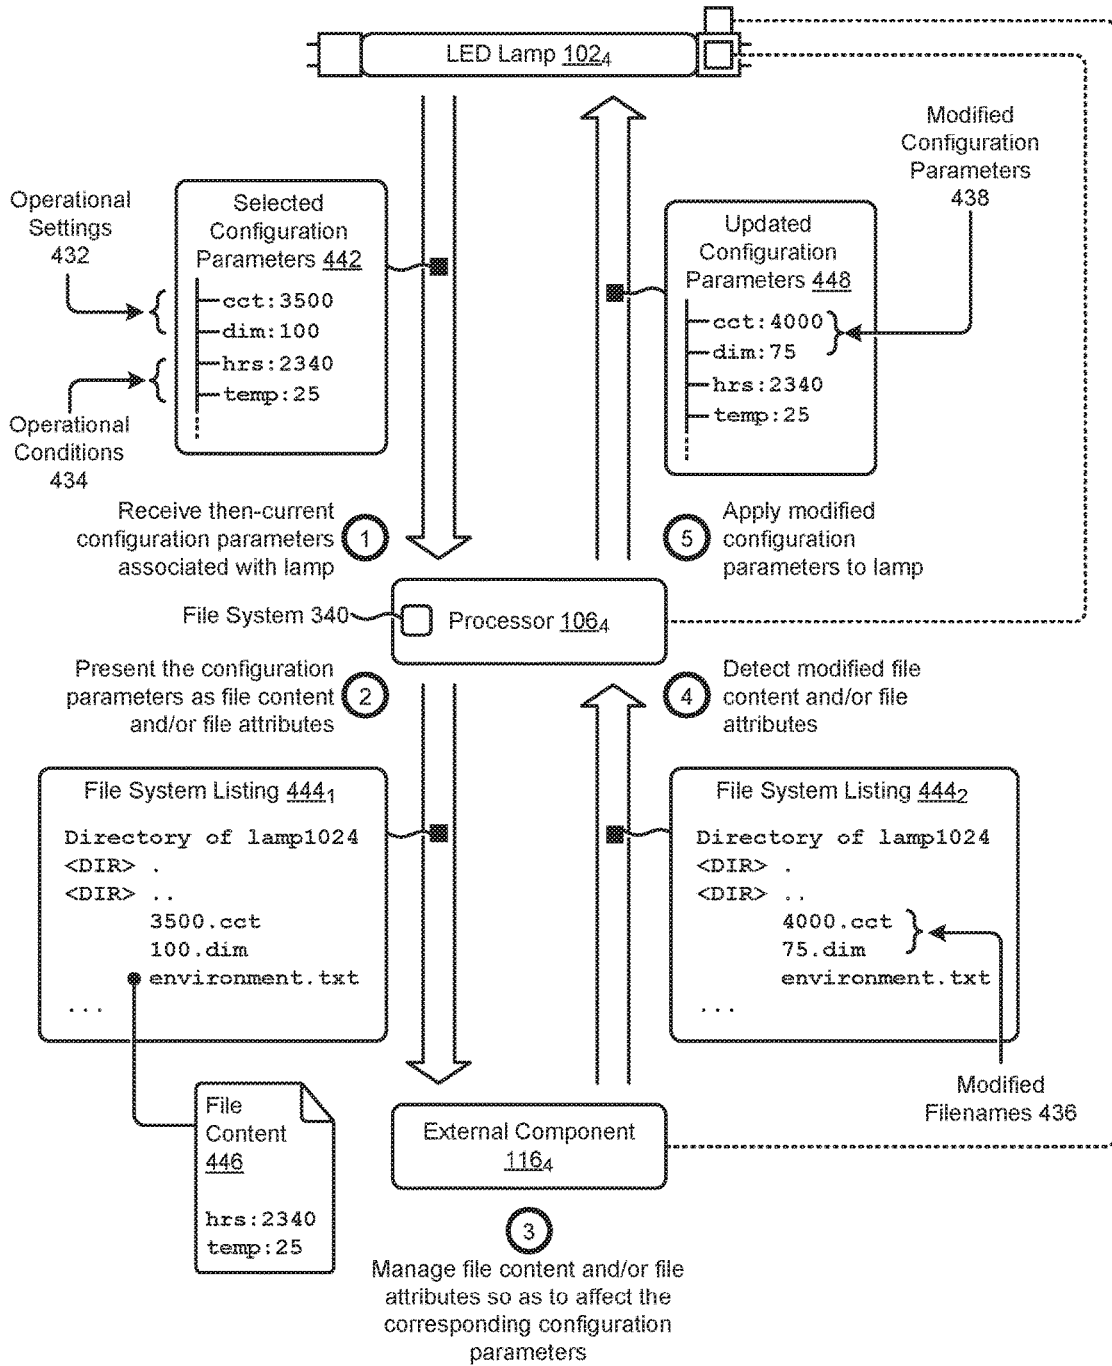 LED Lamp 102₄
Modified
Configuration
Parameters
438
Operational
Settings
432
Selected
Configuration
Parameters 442
cct:3500
dim:100
hrs:2340
temp:25
Operational
Conditions
434
Updated
Configuration
Parameters 448
cct:4000
dim:75
hrs:2340
temp:25
Receive then-current
configuration parameters
associated with lamp
1
5
Apply modified
configuration
parameters to lamp
File System 340
Processor 106₄
Present the configuration
parameters as file content
and/or file attributes
2
4
Detect modified file
content and/or file
attributes
File System Listing 444₁
Directory of lamp1024
<DIR> .
<DIR> ..
3500.cct
100.dim
environment.txt
...
File System Listing 444₂
Directory of lamp1024
<DIR> .
<DIR> ..
4000.cct
75.dim
environment.txt
...
Modified
Filenames 436
File
Content
446
hrs:2340
temp:25
External Component
116₄
3
Manage file content and/or file
attributes so as to affect the
corresponding configuration
parameters